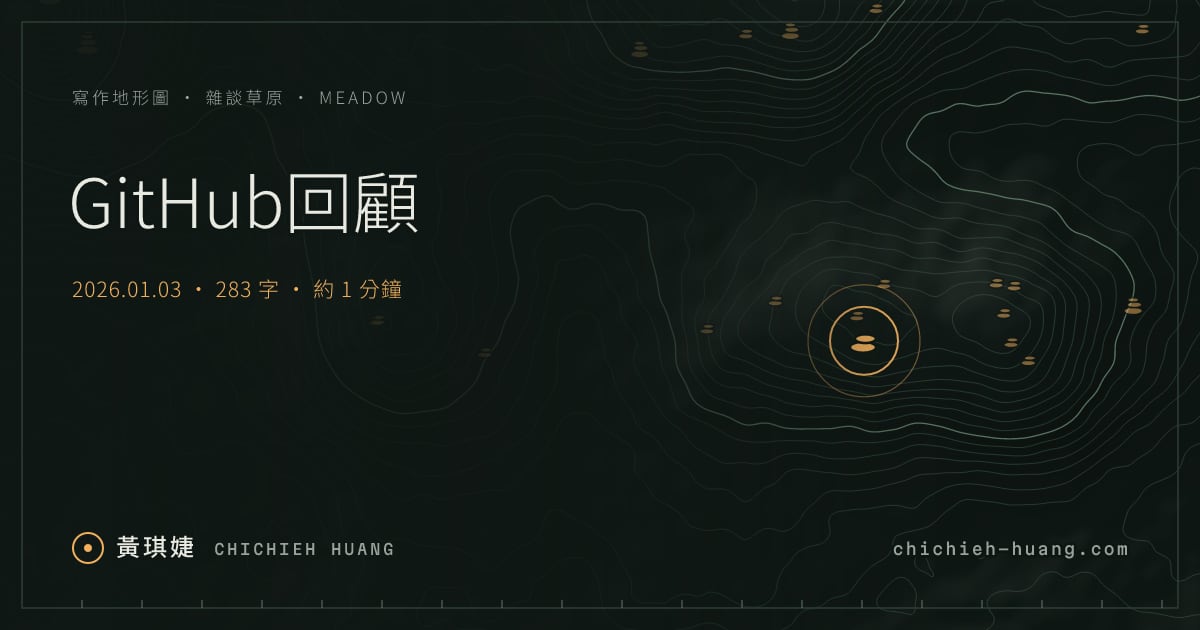 寫作地形圖 · 雜談草原 · MEADOW
GitHub回顧
2026.01.03 · 283 字 · 約 1 分鐘
黃琪婕 CHICHIEH HUANG
chichieh-huang.com